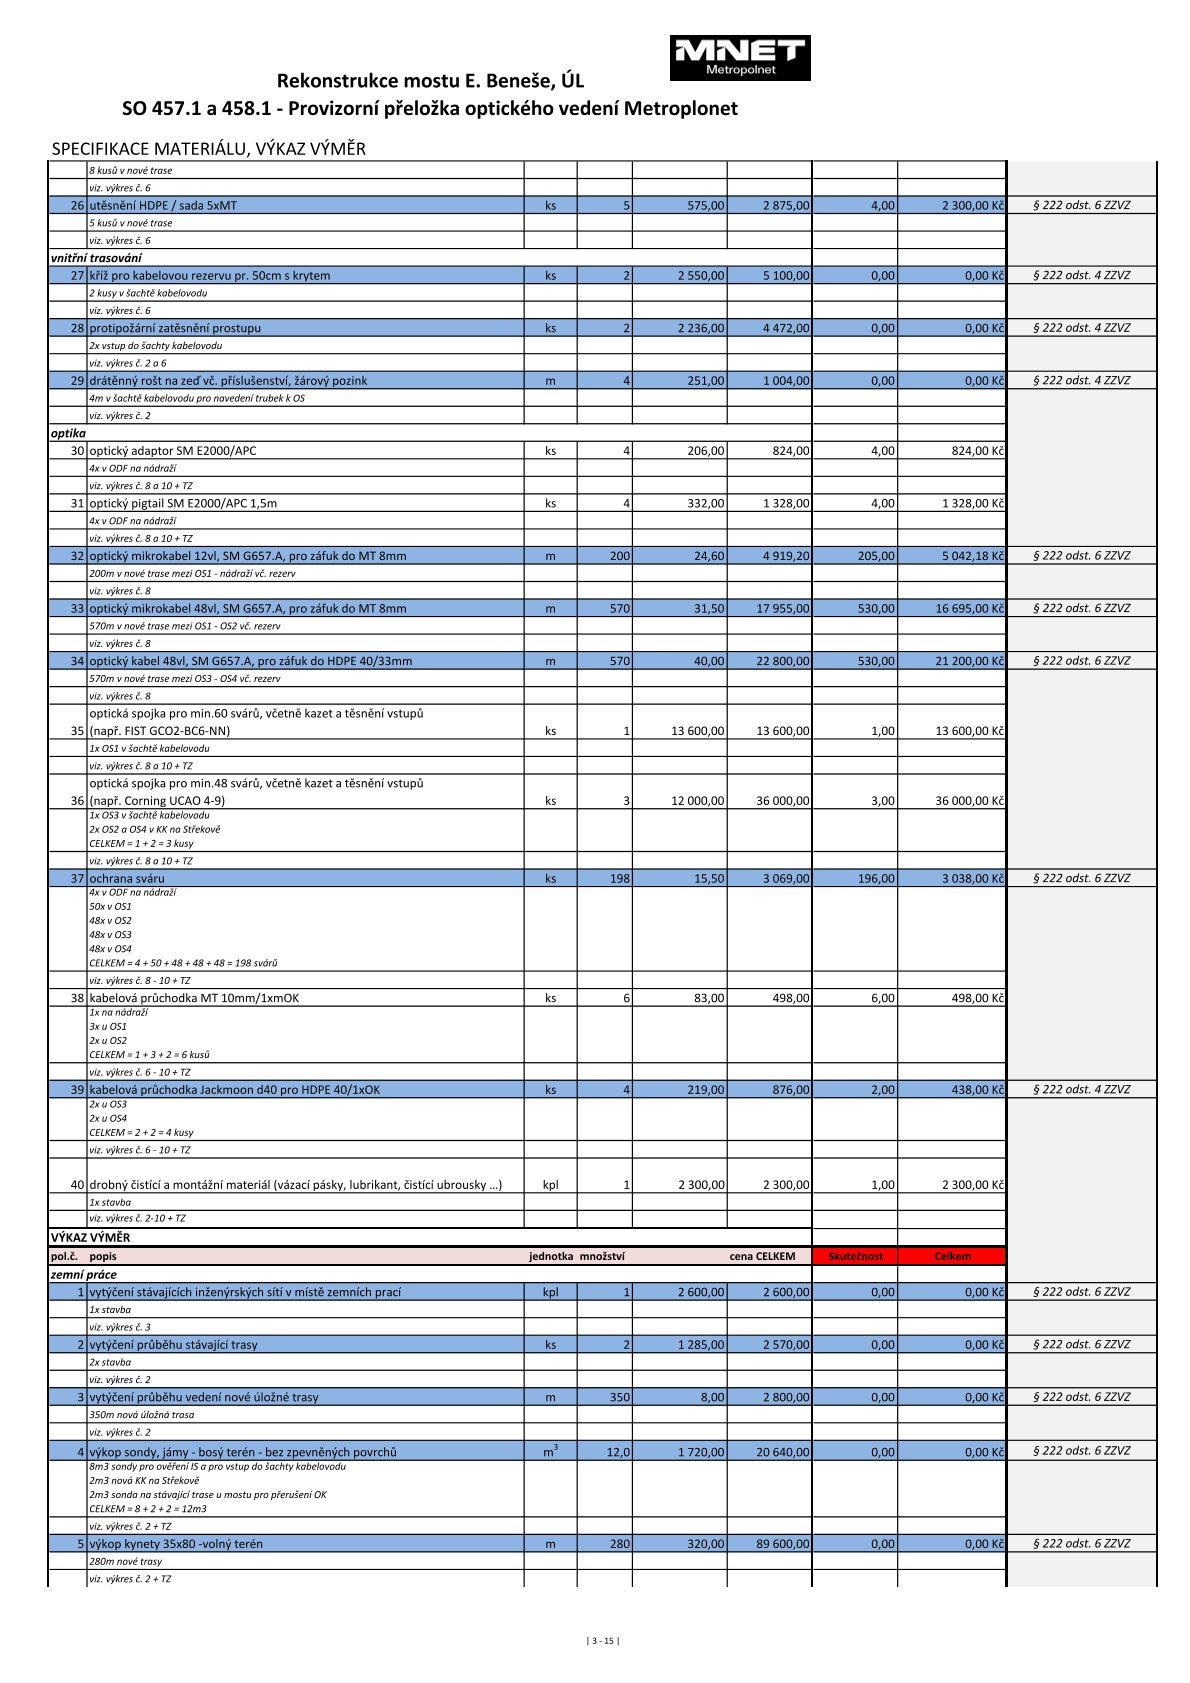 MNET
Metropolnet
Rekonstrukce mostu E. Beneše, ÚL
SO 457.1 a 458.1 - Provizorní přeložka optického vedení Metroplonet
SPECIFIKACE MATERIÁLU, VÝKAZ VÝMĚR
8 kusů v nové trase
viz. výkres č. 6
26 utěsnění HDPE / sada 5xMT ks 5 575,00 2 875,00 4,00 2 300,00 Kč § 222 odst. 6 ZZVZ
5 kusů v nové trase
viz. výkres č. 6
vnitřní trasování
27 kříž pro kabelovou rezervu pr. 50cm s krytem ks 2 2 550,00 5 100,00 0,00 0,00 Kč § 222 odst. 4 ZZVZ
2 kusy v šachtě kabelovodu
viz. výkres č. 6
28 protipožární zatěsnění prostupu ks 2 2 236,00 4 472,00 0,00 0,00 Kč § 222 odst. 4 ZZVZ
2x vstup do šachty kabelovodu
viz. výkres č. 2 a 6
29 drátěnný rošt na zeď vč. příslušenství, žárový pozink m 4 251,00 1 004,00 0,00 0,00 Kč § 222 odst. 4 ZZVZ
4m v šachtě kabelovodu pro navedení trubek k OS
viz. výkres č. 2
optika
30 optický adaptor SM E2000/APC ks 4 206,00 824,00 4,00 824,00 Kč
4x v ODF na nádraží
viz. výkres č. 8 a 10 + TZ
31 optický pigtail SM E2000/APC 1,5m ks 4 332,00 1 328,00 4,00 1 328,00 Kč
4x v ODF na nádraží
viz. výkres č. 8 a 10 + TZ
32 optický mikrokabel 12vl, SM G657.A, pro záfuk do MT 8mm m 200 24,60 4 919,20 205,00 5 042,18 Kč § 222 odst. 6 ZZVZ
200m v nové trase mezi OS1 - nádraží vč. rezerv
viz. výkres č. 8
33 optický mikrokabel 48vl, SM G657.A, pro záfuk do MT 8mm m 570 31,50 17 955,00 530,00 16 695,00 Kč § 222 odst. 6 ZZVZ
570m v nové trase mezi OS1 - OS2 vč. rezerv
viz. výkres č. 8
34 optický kabel 48vl, SM G657.A, pro záfuk do HDPE 40/33mm m 570 40,00 22 800,00 530,00 21 200,00 Kč § 222 odst. 6 ZZVZ
570m v nové trase mezi OS3 - OS4 vč. rezerv
viz. výkres č. 8
optická spojka pro min.60 svárů, včetně kazet a těsnění vstupů
35 (např. FIST GCO2-BC6-NN) ks 1 13 600,00 13 600,00 1,00 13 600,00 Kč
1x OS1 v šachtě kabelovodu
viz. výkres č. 8 a 10 + TZ
optická spojka pro min.48 svárů, včetně kazet a těsnění vstupů
36 (např. Corning UCAO 4-9) ks 3 12 000,00 36 000,00 3,00 36 000,00 Kč
1x OS3 v šachtě kabelovodu
2x OS2 a OS4 v KK na Střekově
CELKEM = 1 + 2 = 3 kusy
viz. výkres č. 8 a 10 + TZ
37 ochrana sváru ks 198 15,50 3 069,00 196,00 3 038,00 Kč § 222 odst. 6 ZZVZ
4x v ODF na nádraží
50x v OS1
48x v OS2
48x v OS3
48x v OS4
CELKEM = 4 + 50 + 48 + 48 + 48 = 198 svárů
viz. výkres č. 8 - 10 + TZ
38 kabelová průchodka MT 10mm/1xmOK ks 6 83,00 498,00 6,00 498,00 Kč
1x na nádraží
3x u OS1
2x u OS2
CELKEM = 1 + 3 + 2 = 6 kusů
viz. výkres č. 6 - 10 + TZ
39 kabelová průchodka Jackmoon d40 pro HDPE 40/1xOK ks 4 219,00 876,00 2,00 438,00 Kč § 222 odst. 4 ZZVZ
2x u OS3
2x u OS4
CELKEM = 2 + 2 = 4 kusy
viz. výkres č. 6 - 10 + TZ
40 drobný čistící a montážní materiál (vázací pásky, lubrikant, čistící ubrousky ...) kpl 1 2 300,00 2 300,00 1,00 2 300,00 Kč
1x stavba
viz. výkres č. 2-10 + TZ
VÝKAZ VÝMĚR
pol.č. popis jednotka množství cena CELKEM Skutečnost Celkem
zemní práce
1 vytýčení stávajících inženýrských sítí v místě zemních prací kpl 1 2 600,00 2 600,00 0,00 0,00 Kč § 222 odst. 6 ZZVZ
1x stavba
viz. výkres č. 3
2 vytýčení průběhu stávající trasy ks 2 1 285,00 2 570,00 0,00 0,00 Kč § 222 odst. 6 ZZVZ
2x stavba
viz. výkres č. 2
3 vytýčení průběhu vedení nové úložné trasy m 350 8,00 2 800,00 0,00 0,00 Kč § 222 odst. 6 ZZVZ
350m nová úložná trasa
viz. výkres č. 2
4 výkop sondy, jámy - bosý terén - bez zpevněných povrchů m³ 12,0 1 720,00 20 640,00 0,00 0,00 Kč § 222 odst. 6 ZZVZ
8m3 sondy pro ověření IS a pro vstup do šachty kabelovodu
2m3 nová KK na Střekově
2m3 sonda na stávající trase u mostu pro přerušení OK
CELKEM = 8 + 2 + 2 = 12m3
viz. výkres č. 2 + TZ
5 výkop kynety 35x80 -volný terén m 280 320,00 89 600,00 0,00 0,00 Kč § 222 odst. 6 ZZVZ
280m nové trasy
viz. výkres č. 2 + TZ
| 3 - 15 |